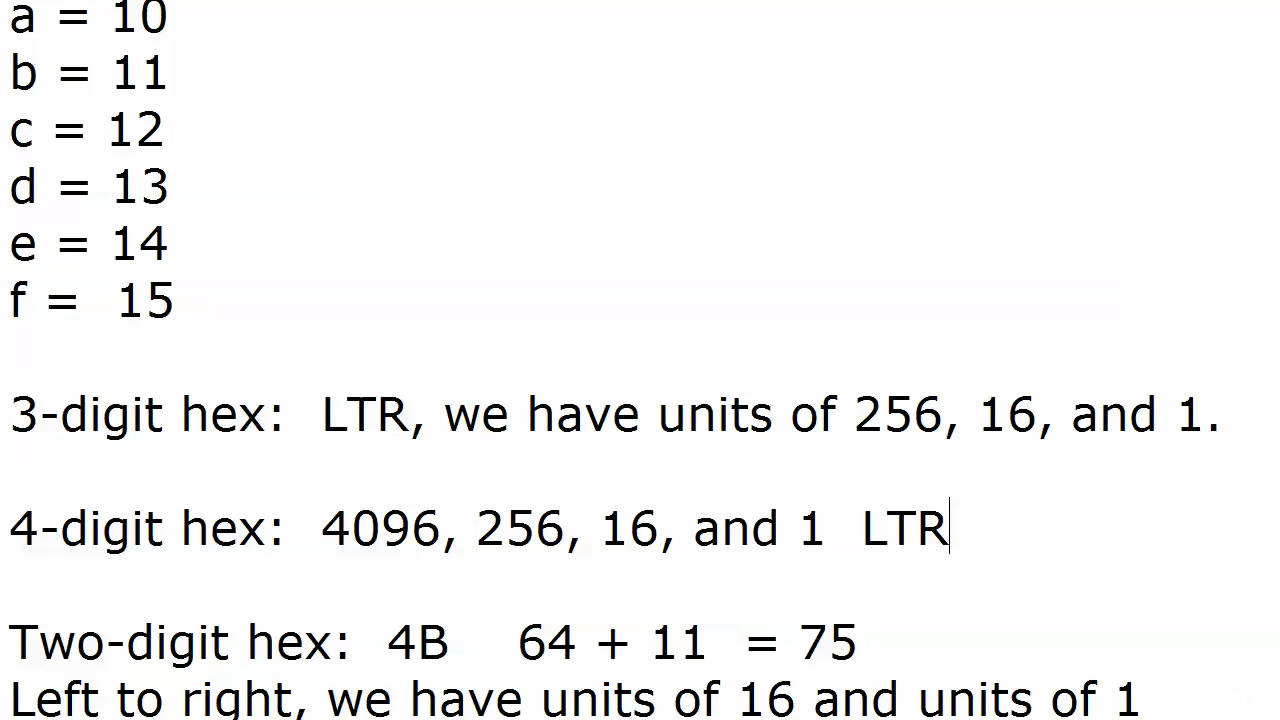 a = 10
b = 11
c = 12
d = 13
e = 14
f =  15
3-digit hex:  LTR, we have units of 256, 16, and 1.
4-digit hex:  4096, 256, 16, and 1  LTR
Two-digit hex:  4B    64 + 11  = 75
Left to right, we have units of 16 and units of 1